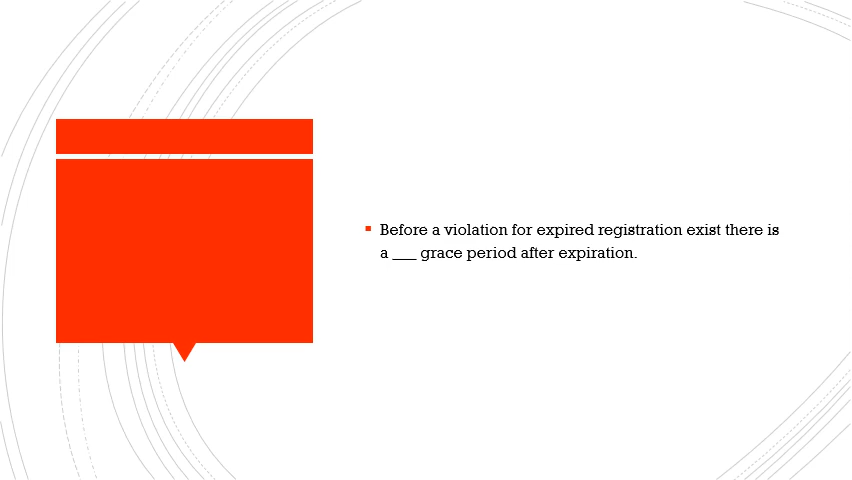 Before a violation for expired registration exist there is
a ___ grace period after expiration.